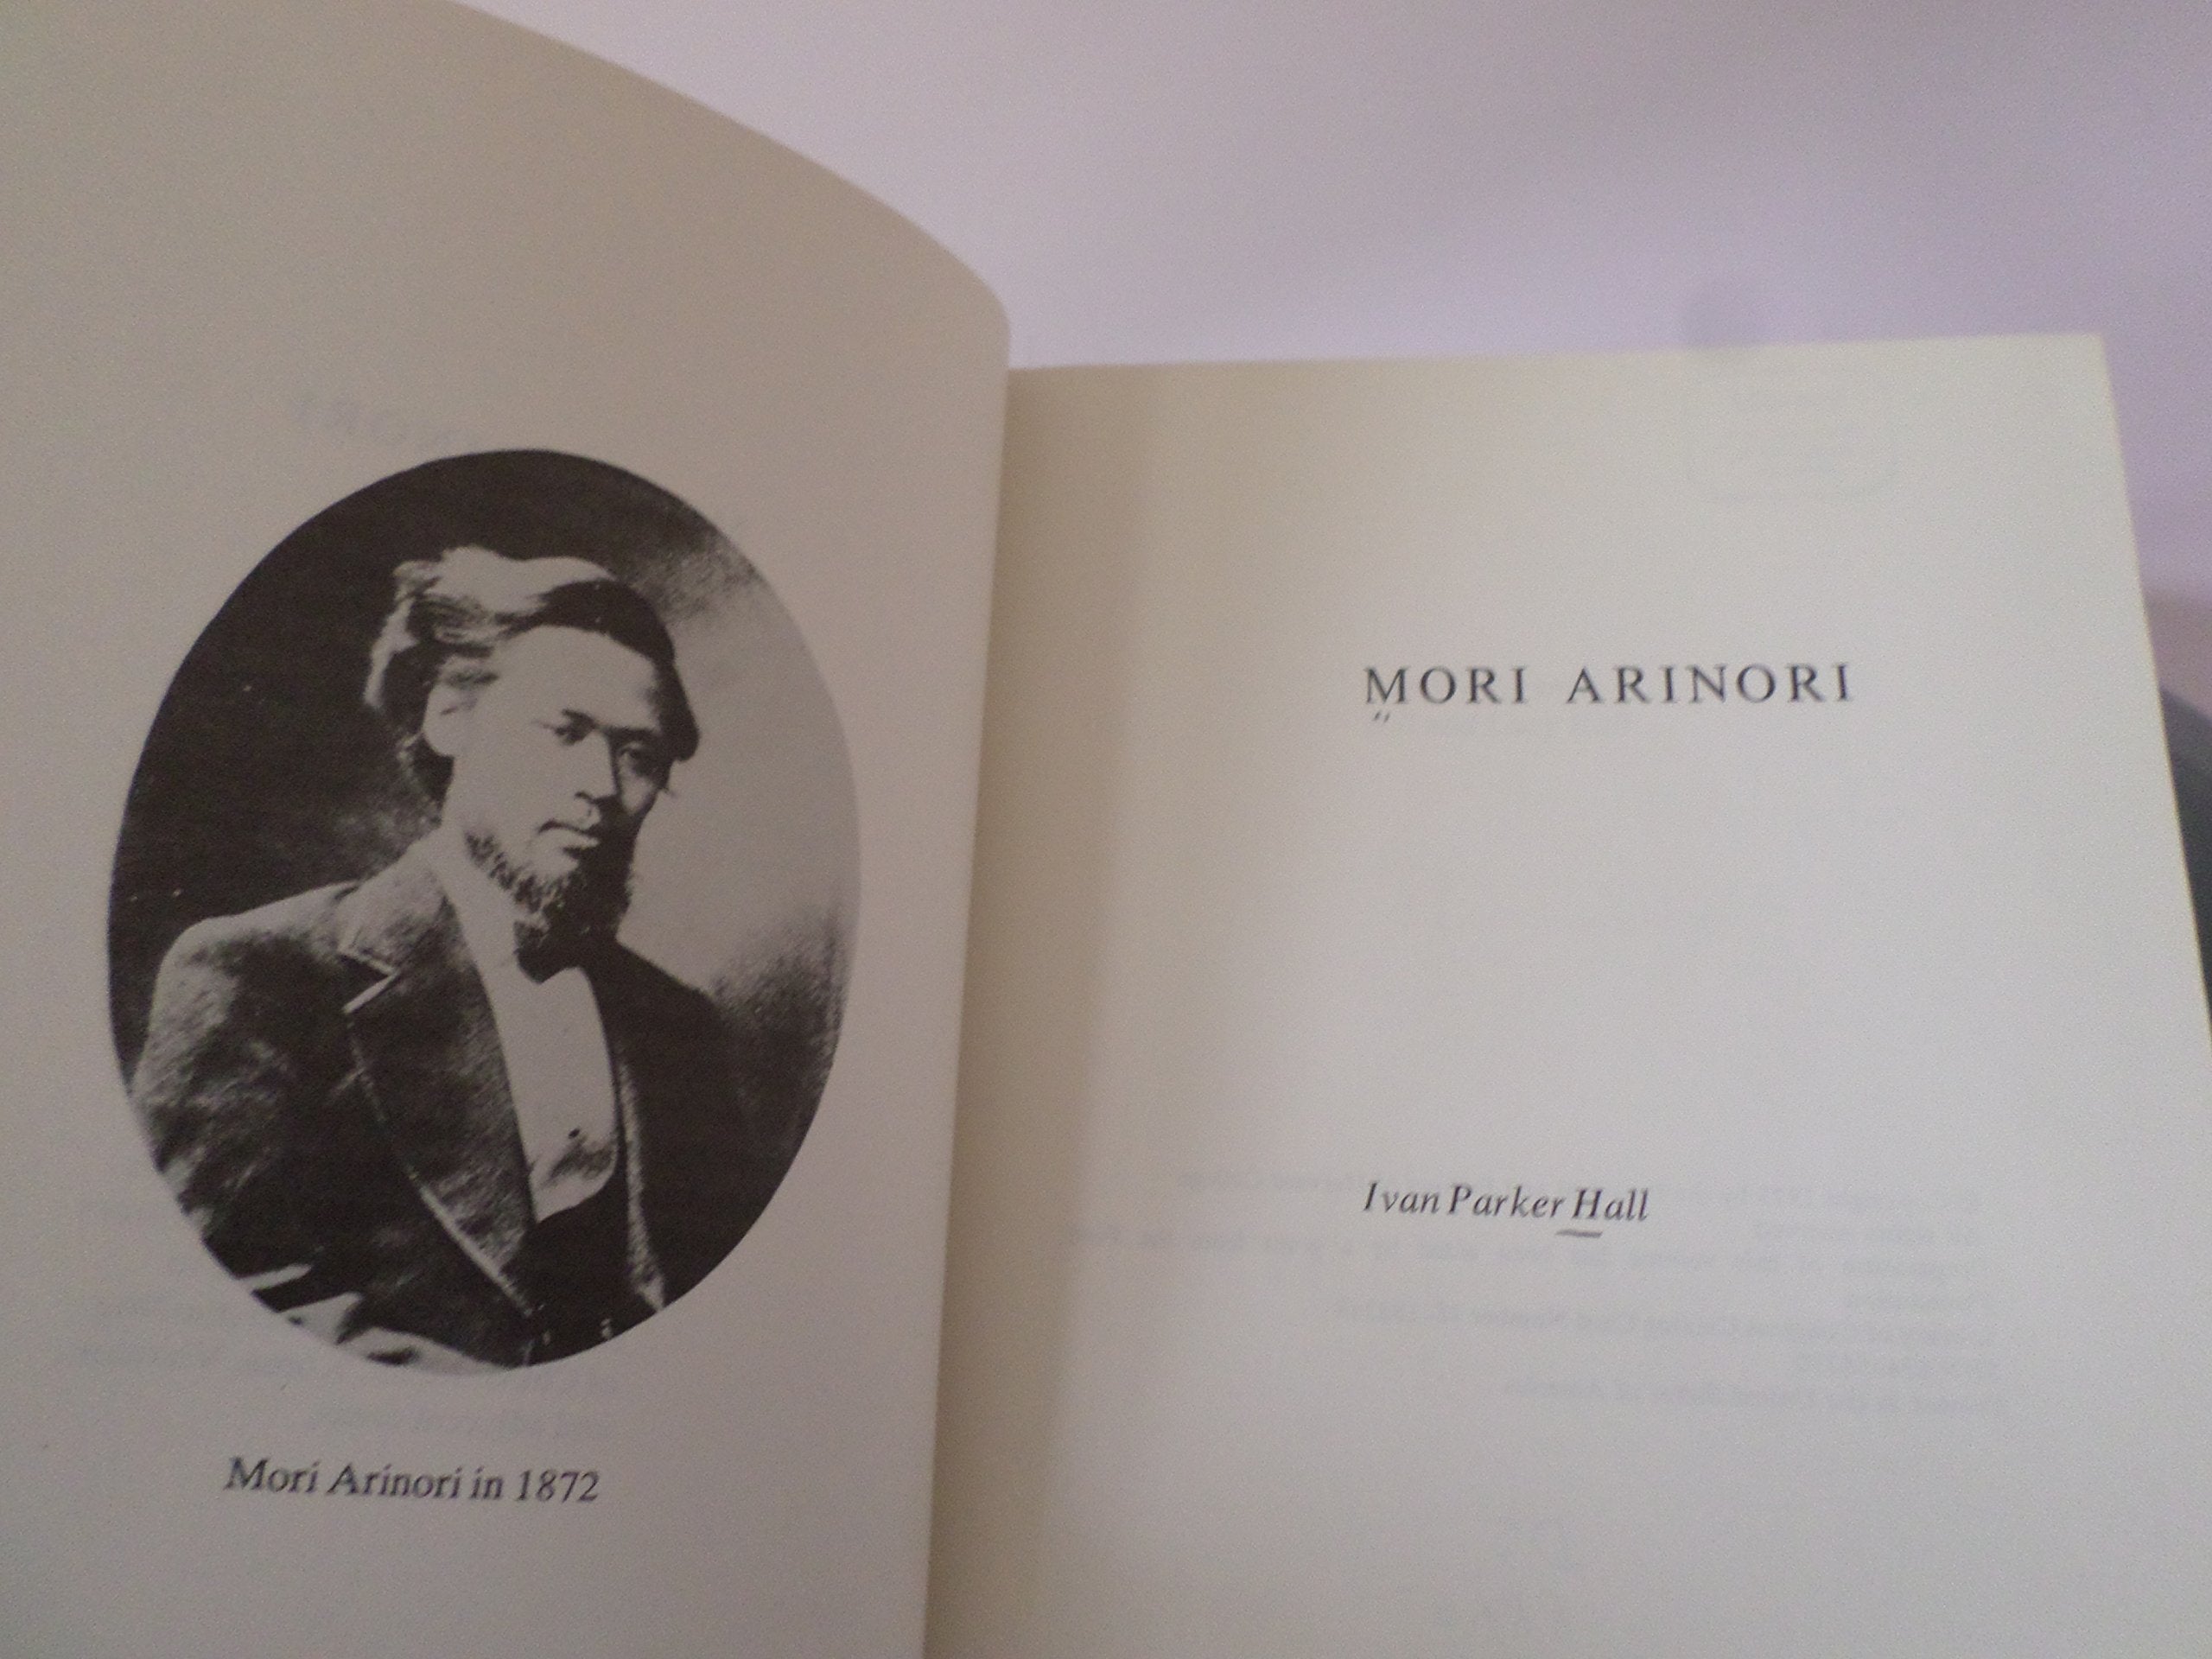 Mori Arinori in 1872
MORI ARINORI
Ivan Parker Hall